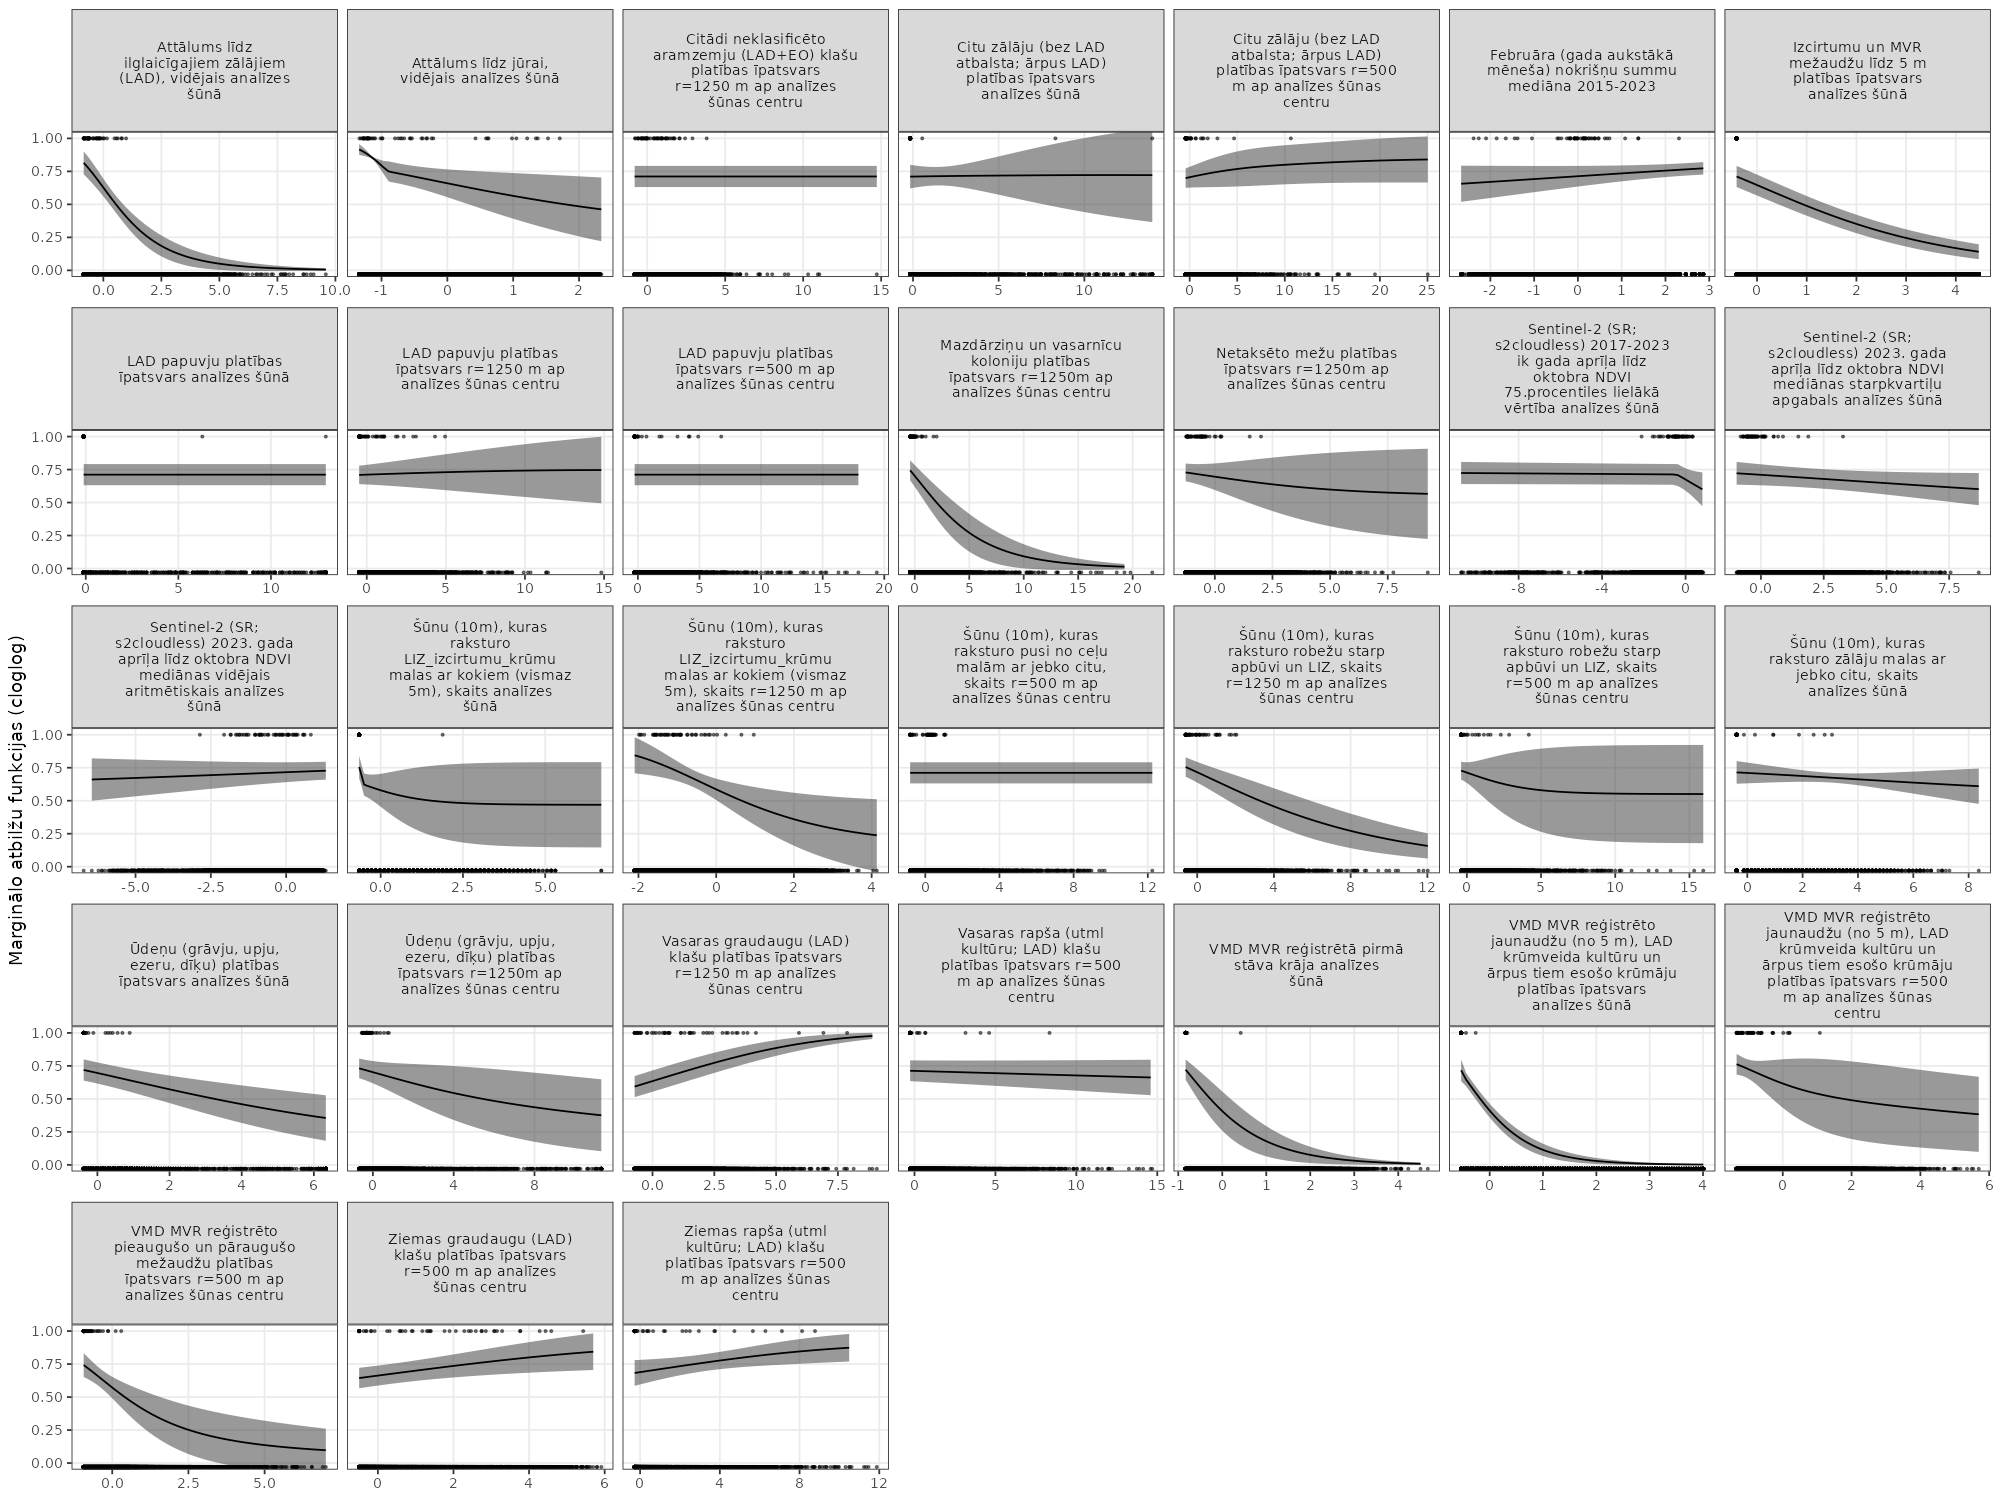 Attālums līdz
ilglaicīgajiem zālājiem
(LAD), vidējais analīzes
šūnā
Attālums līdz jūrai,
vidējais analīzes šūnā
Citādi neklasificēto
aramzemju (LAD+EO) klašu
platības īpatsvars
r=1250 m ap analīzes
šūnas centru
Citu zālāju (bez LAD
atbalsta; ārpus LAD)
platības īpatsvars
analīzes šūnā
Citu zālāju (bez LAD
atbalsta; ārpus LAD)
platības īpatsvars r=500
m ap analīzes šūnas
centru
Februāra (gada aukstākā
mēneša) nokrišņu summu
mediāna 2015-2023
Izcirtumu un MVR
mežaudžu līdz 5 m
platības īpatsvars
analīzes šūnā
1.00
0.75
0.50
0.25
0.00
0.0 2.5 5.0 7.5 10.0
-1 0 1 2
0 5 10 15
0 5 10
0 5 10 15 20 25
-2 -1 0 1 2 3
0 1 2 3 4
LAD papuvju platības
īpatsvars analīzes šūnā
LAD papuvju platības
īpatsvars r=1250 m ap
analīzes šūnas centru
LAD papuvju platības
īpatsvars r=500 m ap
analīzes šūnas centru
Mazdārziņu un vasarnīcu
koloniju platības
īpatsvars r=1250m ap
analīzes šūnas centru
Netaksēto mežu platības
īpatsvars r=1250m ap
analīzes šūnas centru
Sentinel-2 (SR;
s2cloudless) 2017-2023
ik gada aprīļa līdz
oktobra NDVI
75.procentiles lielākā
vērtība analīzes šūnā
Sentinel-2 (SR;
s2cloudless) 2023. gada
aprīļa līdz oktobra NDVI
mediānas starpkvartiļu
apgabals analīzes šūnā
1.00
0.75
0.50
0.25
0.00
0 5 10
0 5 10 15
0 5 10 15 20
0 5 10 15 20
0.0 2.5 5.0 7.5
-8 -4 0
0.0 2.5 5.0 7.5
Marginālo atbilžu funkcijas (cloglog)
Sentinel-2 (SR;
s2cloudless) 2023. gada
aprīļa līdz oktobra NDVI
mediānas vidējais
aritmētiskais analīzes
šūnā
Šūnu (10m), kuras
raksturo
LIZ_izcirtumu_krūmu
malas ar kokiem (vismaz
5m), skaits analīzes
šūnā
Šūnu (10m), kuras
raksturo
LIZ_izcirtumu_krūmu
malas ar kokiem (vismaz
5m), skaits r=1250 m ap
analīzes šūnas centru
Šūnu (10m), kuras
raksturo pusi no ceļu
malām ar jebko citu,
skaits r=500 m ap
analīzes šūnas centru
Šūnu (10m), kuras
raksturo robežu starp
apbūvi un LIZ, skaits
r=1250 m ap analīzes
šūnas centru
Šūnu (10m), kuras
raksturo robežu starp
apbūvi un LIZ, skaits
r=500 m ap analīzes
šūnas centru
Šūnu (10m), kuras
raksturo zālāju malas ar
jebko citu, skaits
analīzes šūnā
1.00
0.75
0.50
0.25
0.00
-5.0 -2.5 0.0
0.0 2.5 5.0
-2 0 2 4
0 4 8 12
0 4 8 12
0 5 10 15
0 2 4 6 8
Ūdeņu (grāvju, upju,
ezeru, dīķu) platības
īpatsvars analīzes šūnā
Ūdeņu (grāvju, upju,
ezeru, dīķu) platības
īpatsvars r=1250m ap
analīzes šūnas centru
Vasaras graudaugu (LAD)
klašu platības īpatsvars
r=1250 m ap analīzes
šūnas centru
Vasaras rapša (utml
kultūru; LAD) klašu
platības īpatsvars r=500
m ap analīzes šūnas
centru
VMD MVR reģistrētā pirmā
stāva krāja analīzes
šūnā
VMD MVR reģistrēto
jaunaudžu (no 5 m), LAD
krūmveida kultūru un
ārpus tiem esošo krūmāju
platības īpatsvars
analīzes šūnā
VMD MVR reģistrēto
jaunaudžu (no 5 m), LAD
krūmveida kultūru un
ārpus tiem esošo krūmāju
platības īpatsvars r=500
m ap analīzes šūnas
centru
1.00
0.75
0.50
0.25
0.00
0 2 4 6
0 4 8
0.0 2.5 5.0 7.5
0 5 10 15
-1 0 1 2 3 4
0 1 2 3 4
0 2 4 6
VMD MVR reģistrēto
pieaugušo un pāraugušo
mežaudžu platības
īpatsvars r=500 m ap
analīzes šūnas centru
Ziemas graudaugu (LAD)
klašu platības īpatsvars
r=500 m ap analīzes
šūnas centru
Ziemas rapša (utml
kultūru; LAD) klašu
platības īpatsvars r=500
m ap analīzes šūnas
centru
1.00
0.75
0.50
0.25
0.00
0.0 2.5 5.0
0 2 4 6
0 4 8 12